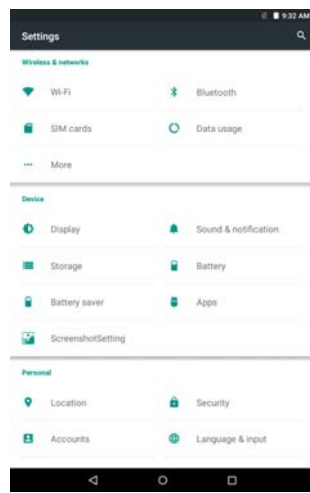 9:32 AM
Settings
Wireless & networks
Wi-Fi
Bluetooth
SIM cards
Data usage
More
Device
Display
Sound & notification
Storage
Battery
Battery saver
Apps
ScreenshotSetting
Personal
Location
Security
Accounts
Language & input